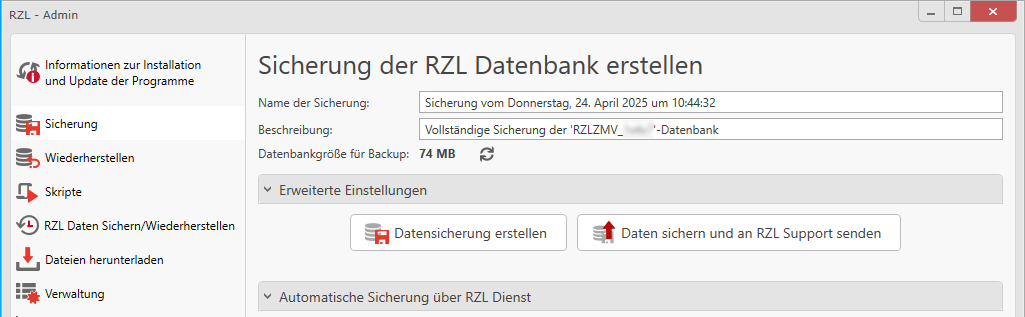 RZL - Admin
Informationen zur Installation
und Update der Programme
Sicherung
Wiederherstellen
Skripte
RZL Daten Sichern/Wiederherstellen
Dateien herunterladen
Verwaltung
Sicherung der RZL Datenbank erstellen
Name der Sicherung: Sicherung vom Donnerstag, 24. April 2025 um 10:44:32
Beschreibung: Vollständige Sicherung der 'RZLZMV_ '-Datenbank
Datenbankgröße für Backup: 74 MB
Erweiterte Einstellungen
Datensicherung erstellen Daten sichern und an RZL Support senden
Automatische Sicherung über RZL Dienst